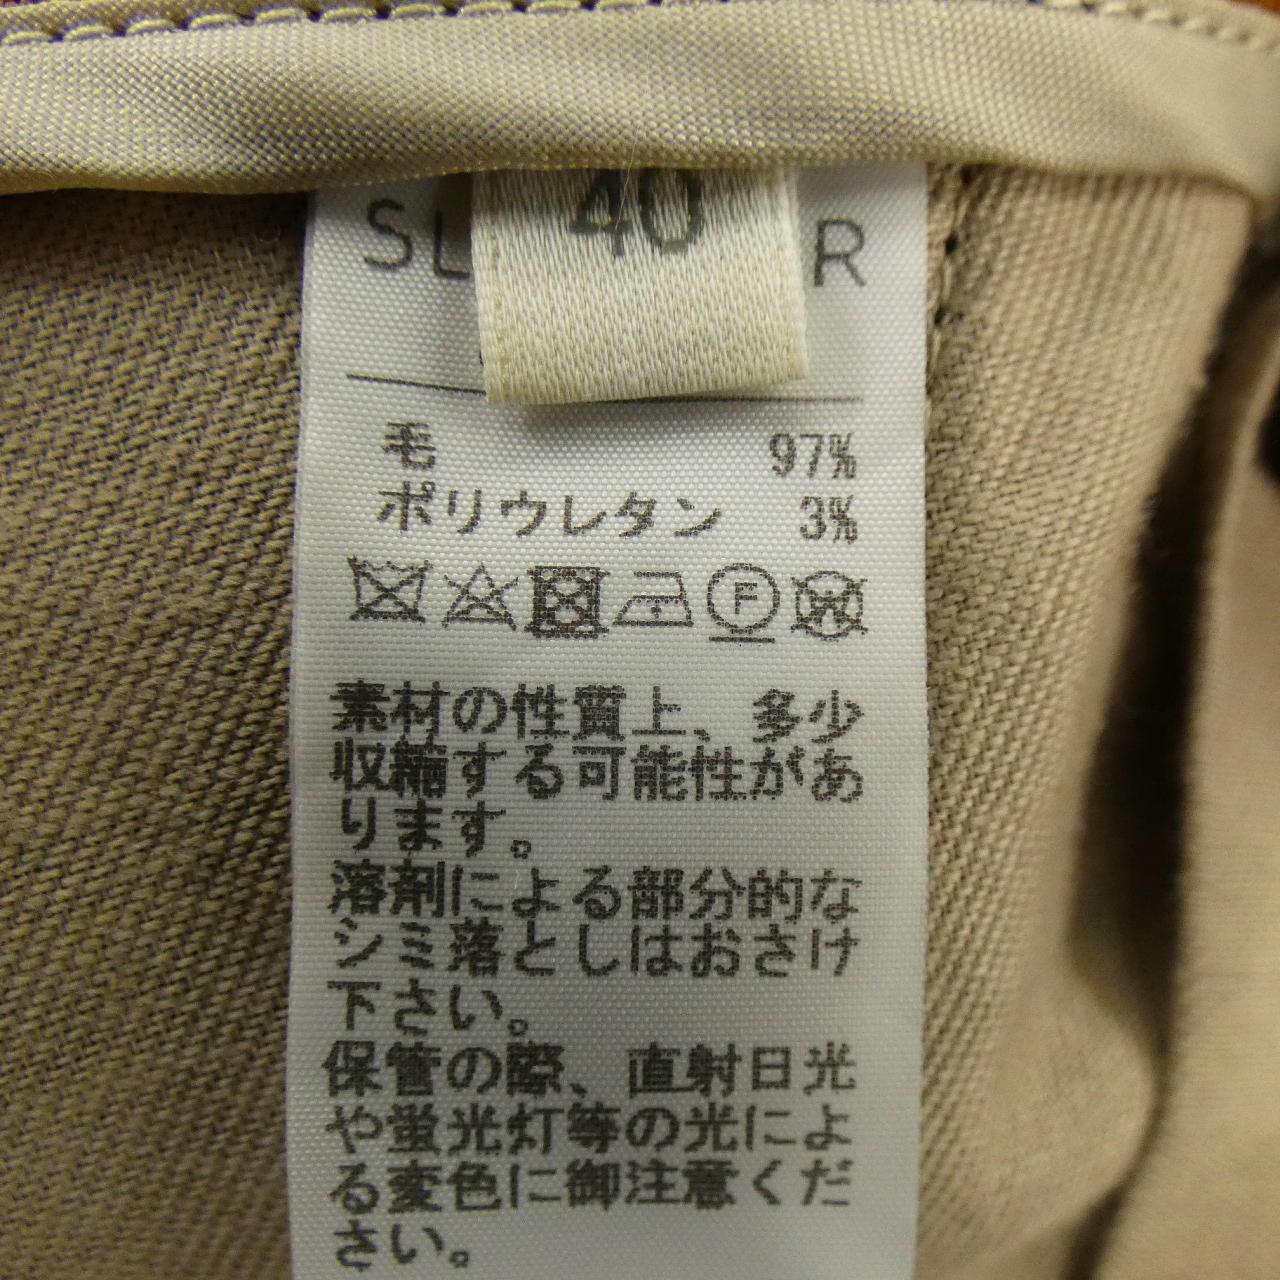 SL
40
R
毛 97%
ポリウレタン 3%
F
素材の性質上、多少
収縮する可能性があ
ります。
溶剤による部分的な
シミ落としはおさけ
下さい。
保管の際、直射日光
や蛍光灯等の光によ
る変色に御注意くだ
さい。